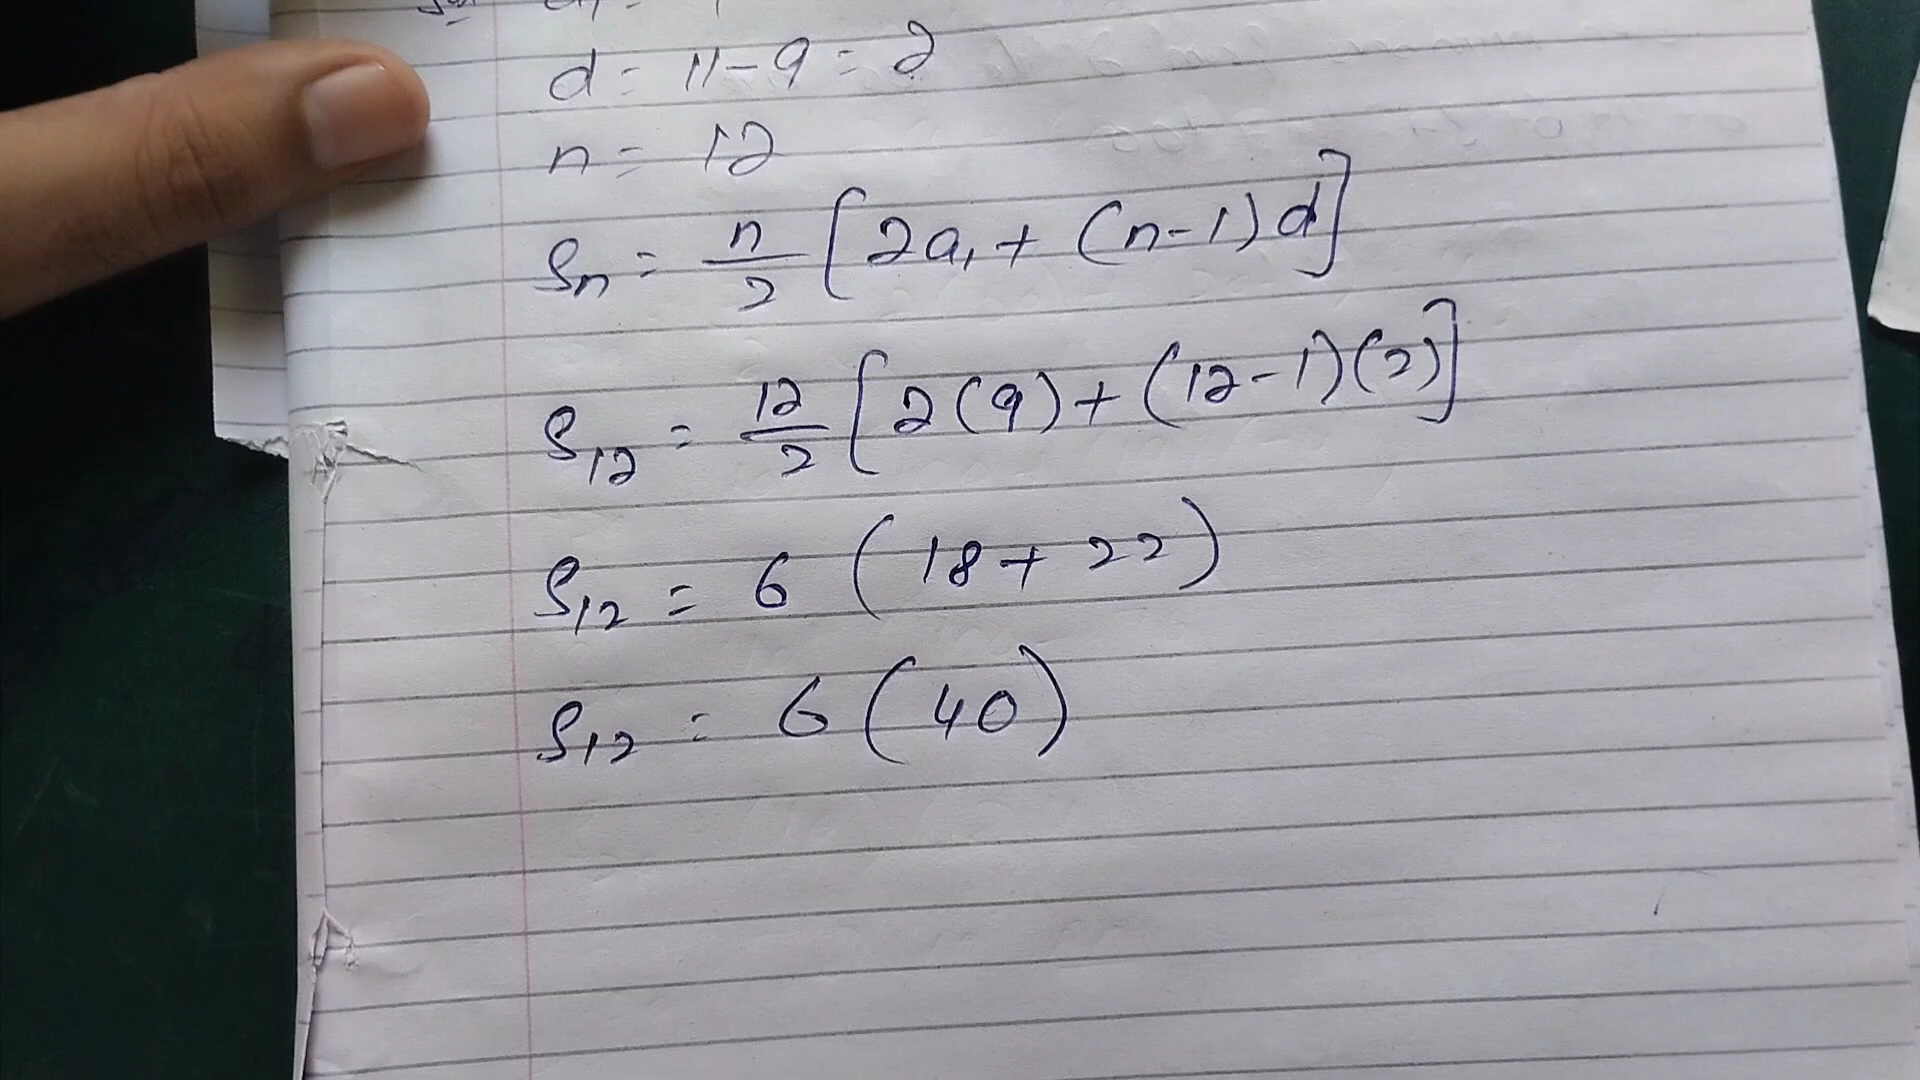 d = 11-9 = 2
n = 12
Sn = n/2 [2a₁ + (n-1)d]
S₁₂ = 12/2 [2(9) + (12-1)(2)]
S₁₂ = 6 (18 + 22)
S₁₂ = 6 (40)